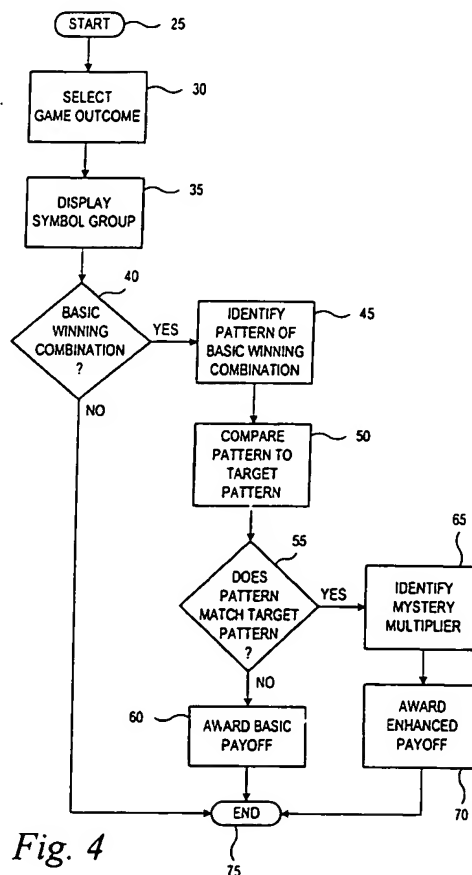 START
25
SELECT
GAME OUTCOME
30
DISPLAY
SYMBOL GROUP
35
BASIC
WINNING
COMBINATION
?
40
YES
NO
IDENTIFY
PATTERN OF
BASIC WINNING
COMBINATION
45
COMPARE
PATTERN TO
TARGET
PATTERN
50
DOES
PATTERN
MATCH TARGET
PATTERN
?
55
YES
NO
IDENTIFY
MYSTERY
MULTIPLIER
65
AWARD BASIC
PAYOFF
60
AWARD
ENHANCED
PAYOFF
70
END
75
Fig. 4